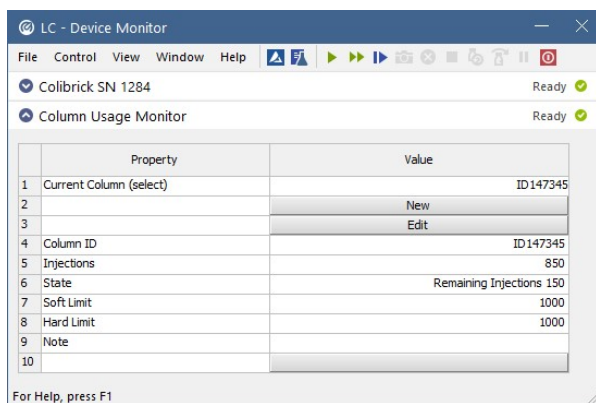 LC - Device Monitor
File Control View Window Help
Colibrick SN 1284 Ready
Column Usage Monitor Ready
Property Value
1 Current Column (select) ID147345
2 New
3 Edit
4 Column ID ID147345
5 Injections 850
6 State Remaining Injections 150
7 Soft Limit 1000
8 Hard Limit 1000
9 Note
10
For Help, press F1